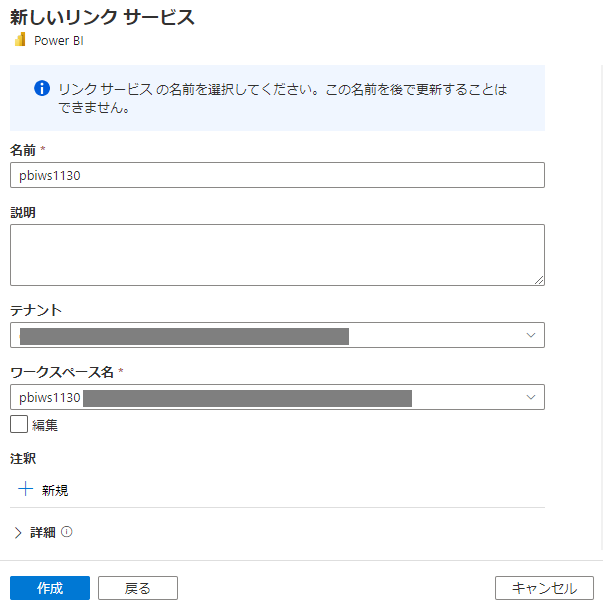 新しいリンク サービス
Power BI
リンク サービス の名前を選択してください。この名前を後で更新することは
できません。
名前 *
pbiws1130
説明
テナント
ワークスペース名 *
pbiws1130
編集
注釈
新規
詳細
作成
戻る
キャンセル